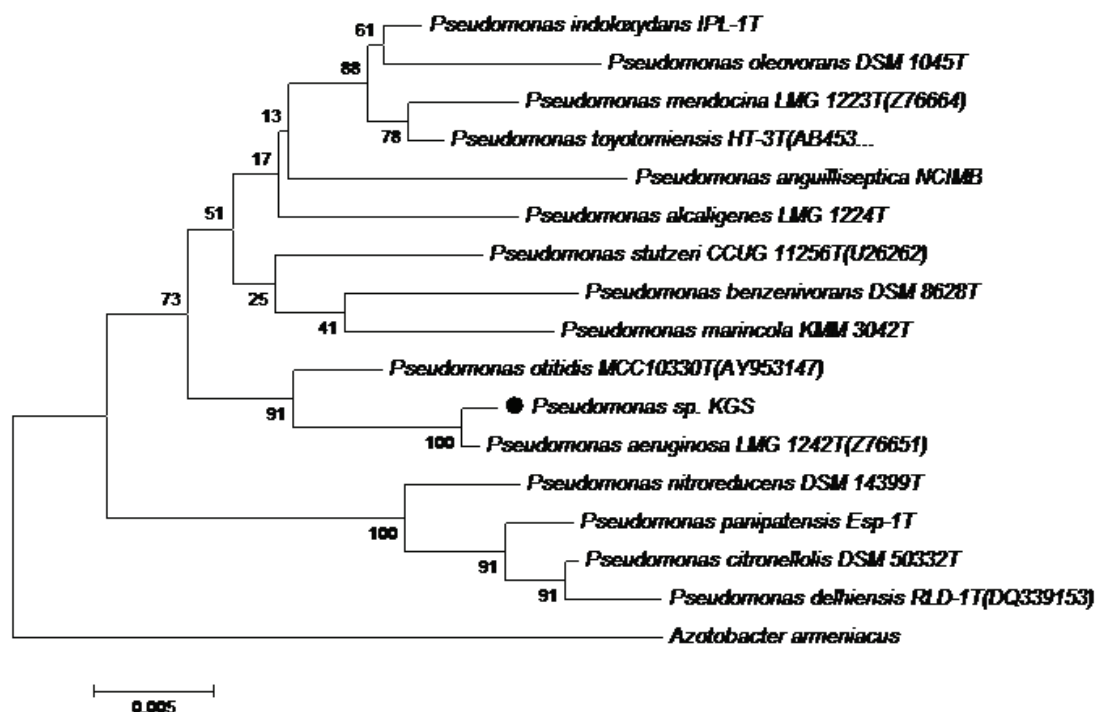 61
Pseudomonas indoloxydans IPL-1T
Pseudomonas oleovorans DSM 1045T
88
Pseudomonas mendocina LMG 1223T(Z76664)
13
78
Pseudomonas toyotomiensis HT-3T(AB453...
17
Pseudomonas anguilliseptica NCIMB
51
Pseudomonas alcaligenes LMG 1224T
Pseudomonas stutzeri CCUG 11256T(U26262)
73
25
Pseudomonas benzenivorans DSM 8628T
41
Pseudomonas marincola KMM 3042T
Pseudomonas otitidis MCC10330T(AY953147)
91
Pseudomonas sp. KGS
100
Pseudomonas aeruginosa LMG 1242T(Z76651)
Pseudomonas nitroreducens DSM 14399T
100
Pseudomonas panipatensis Esp-1T
91
Pseudomonas citronellolis DSM 50332T
91
Pseudomonas delhiensis RLD-1T(DQ339153)
Azotobacter armeniacus
0.005